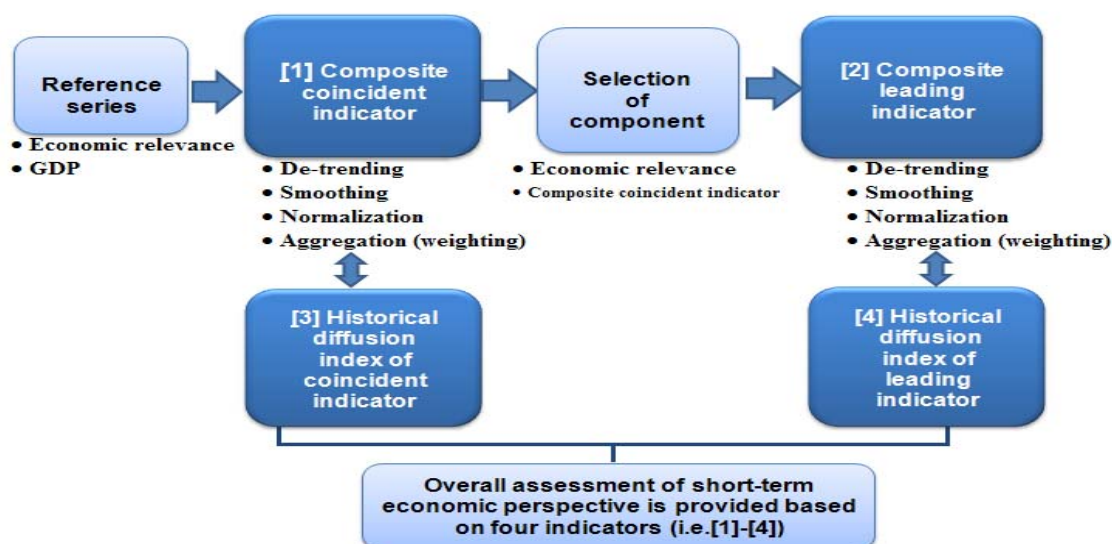 Reference
series
• Economic relevance
• GDP
[1] Composite
coincident
indicator
• De-trending
• Smoothing
• Normalization
• Aggregation (weighting)
Selection
of
component
• Economic relevance
• Composite coincident indicator
[2] Composite
leading
indicator
• De-trending
• Smoothing
• Normalization
• Aggregation (weighting)
[3] Historical
diffusion
index of
coincident
indicator
[4] Historical
diffusion
index of
leading
indicator
Overall assessment of short-term
economic perspective is provided based
on four indicators (i.e.[1]-[4])